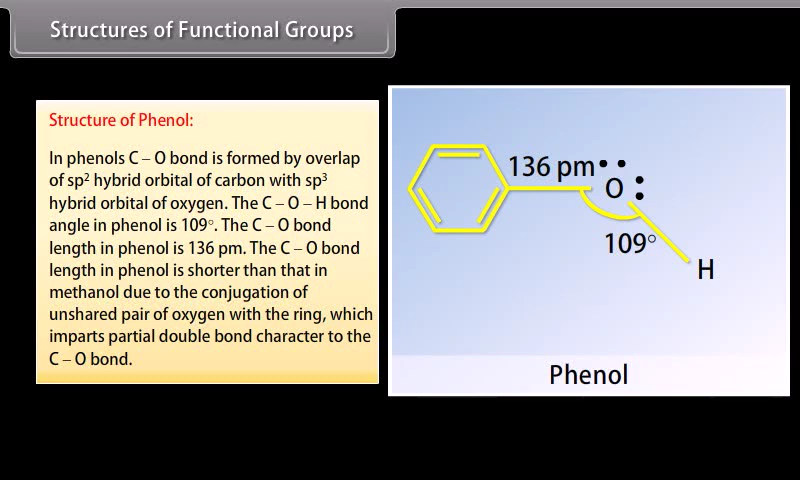 Structures of Functional Groups
Structure of Phenol:
In phenols C – O bond is formed by overlap
of sp² hybrid orbital of carbon with sp³
hybrid orbital of oxygen. The C – O – H bond
angle in phenol is 109°. The C – O bond
length in phenol is 136 pm. The C – O bond
length in phenol is shorter than that in
methanol due to the conjugation of
unshared pair of oxygen with the ring, which
imparts partial double bond character to the
C – O bond.
136 pm
O
109°
H
Phenol